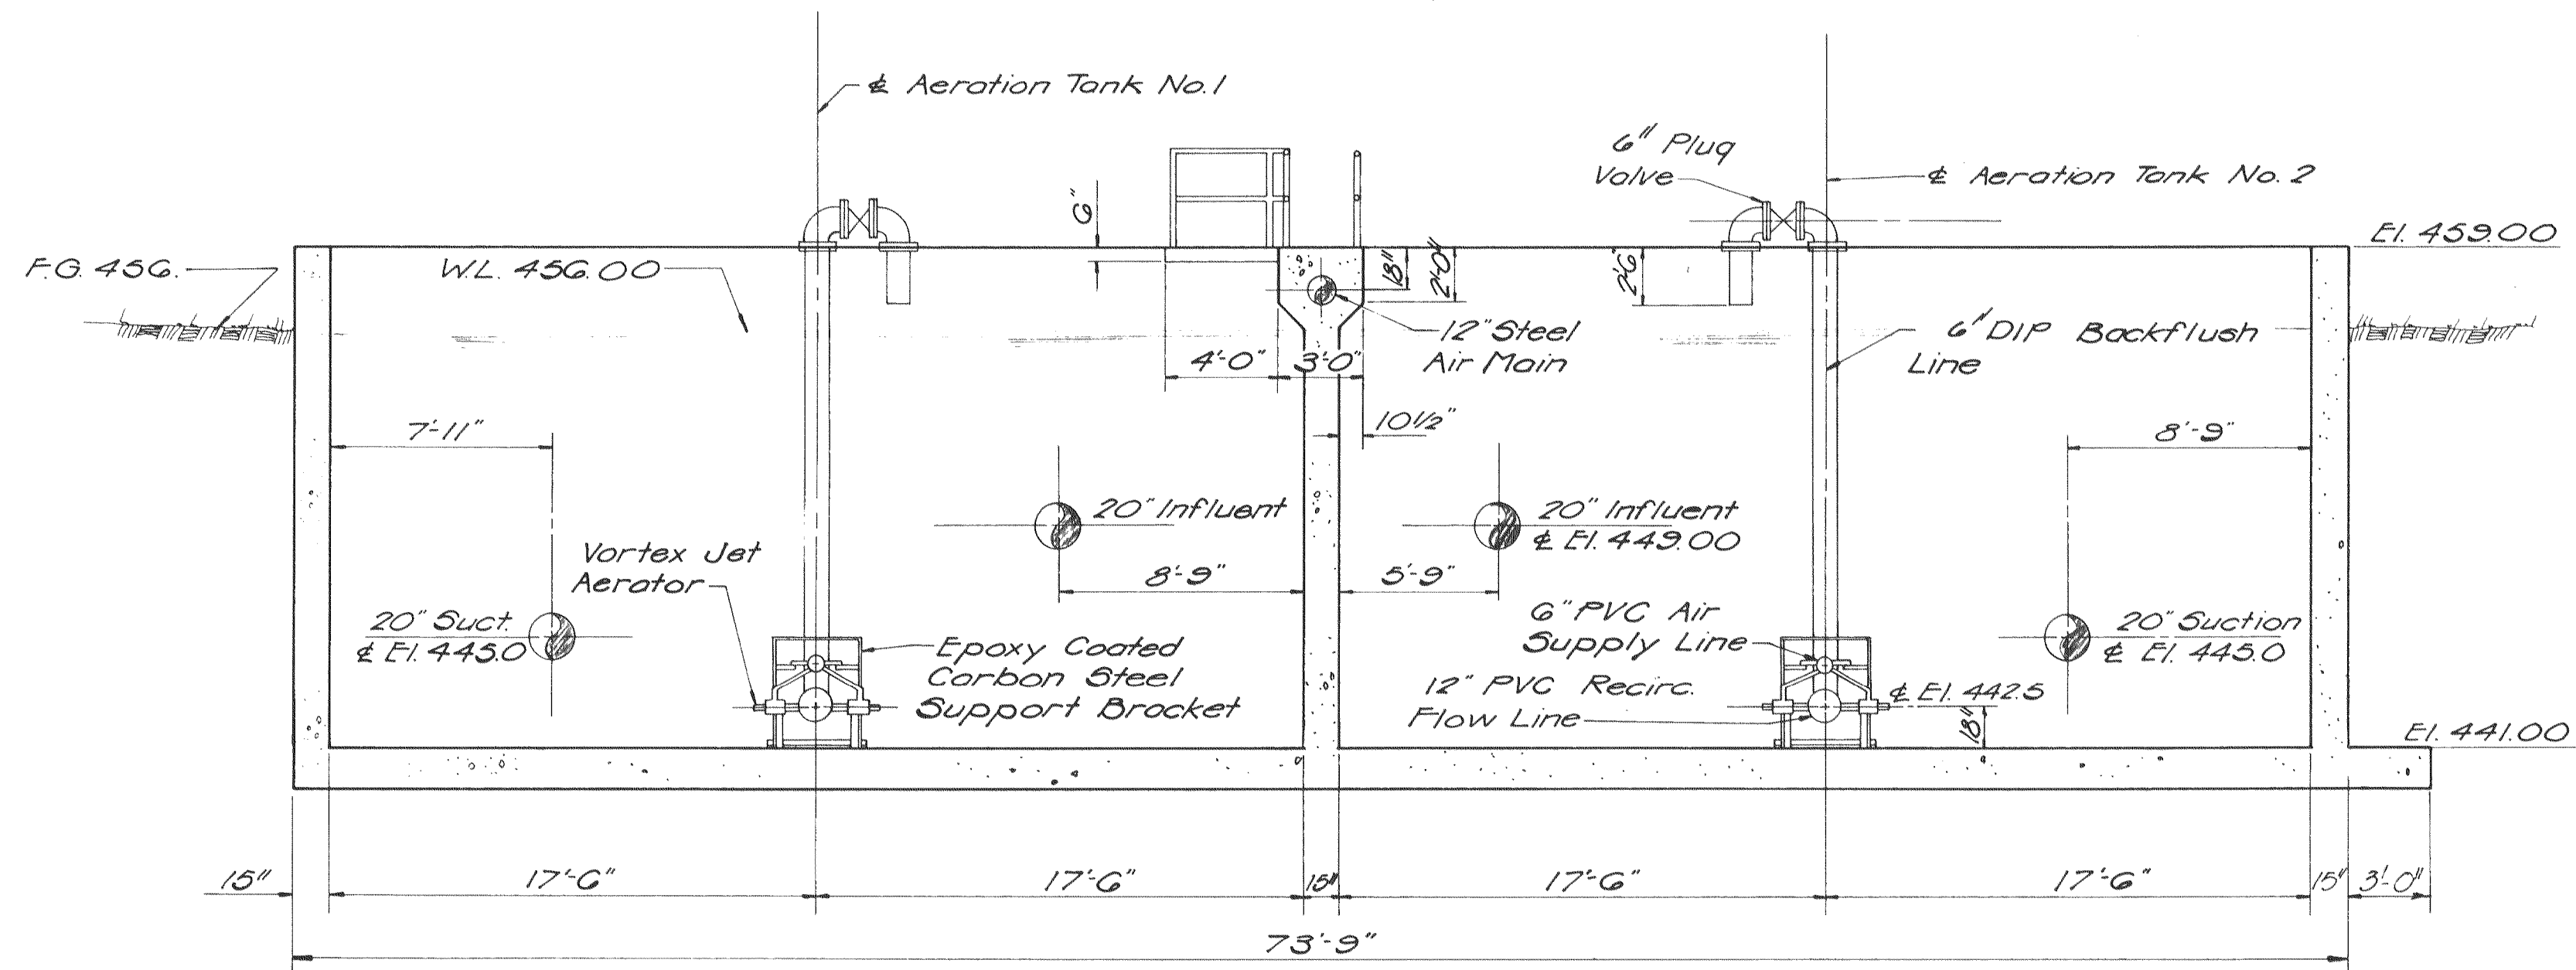 ℄ Aeration Tank No.1
6" Plug
Valve
℄ Aeration Tank No. 2
6"
El. 459.00
F.G. 456.
W.L. 456.00
18"
2'-0"
2'-6"
12" Steel
Air Main
6" DIP Backflush
Line
4'-0"
3'-0"
10 1/2"
7'-11"
8'-9"
20" Influent
20" Influent
℄ El. 449.00
Vortex Jet
Aerator
8'-9"
5'-9"
20" Suct.
℄ El. 445.0
6" PVC Air
Supply Line
20" Suction
℄ El. 445.0
Epoxy Coated
Carbon Steel
Support Bracket
12" PVC Recirc.
Flow Line
℄ El. 442.5
18"
El. 441.00
15"
17'-6"
17'-6"
15"
17'-6"
17'-6"
15"
3'-0"
73'-9"